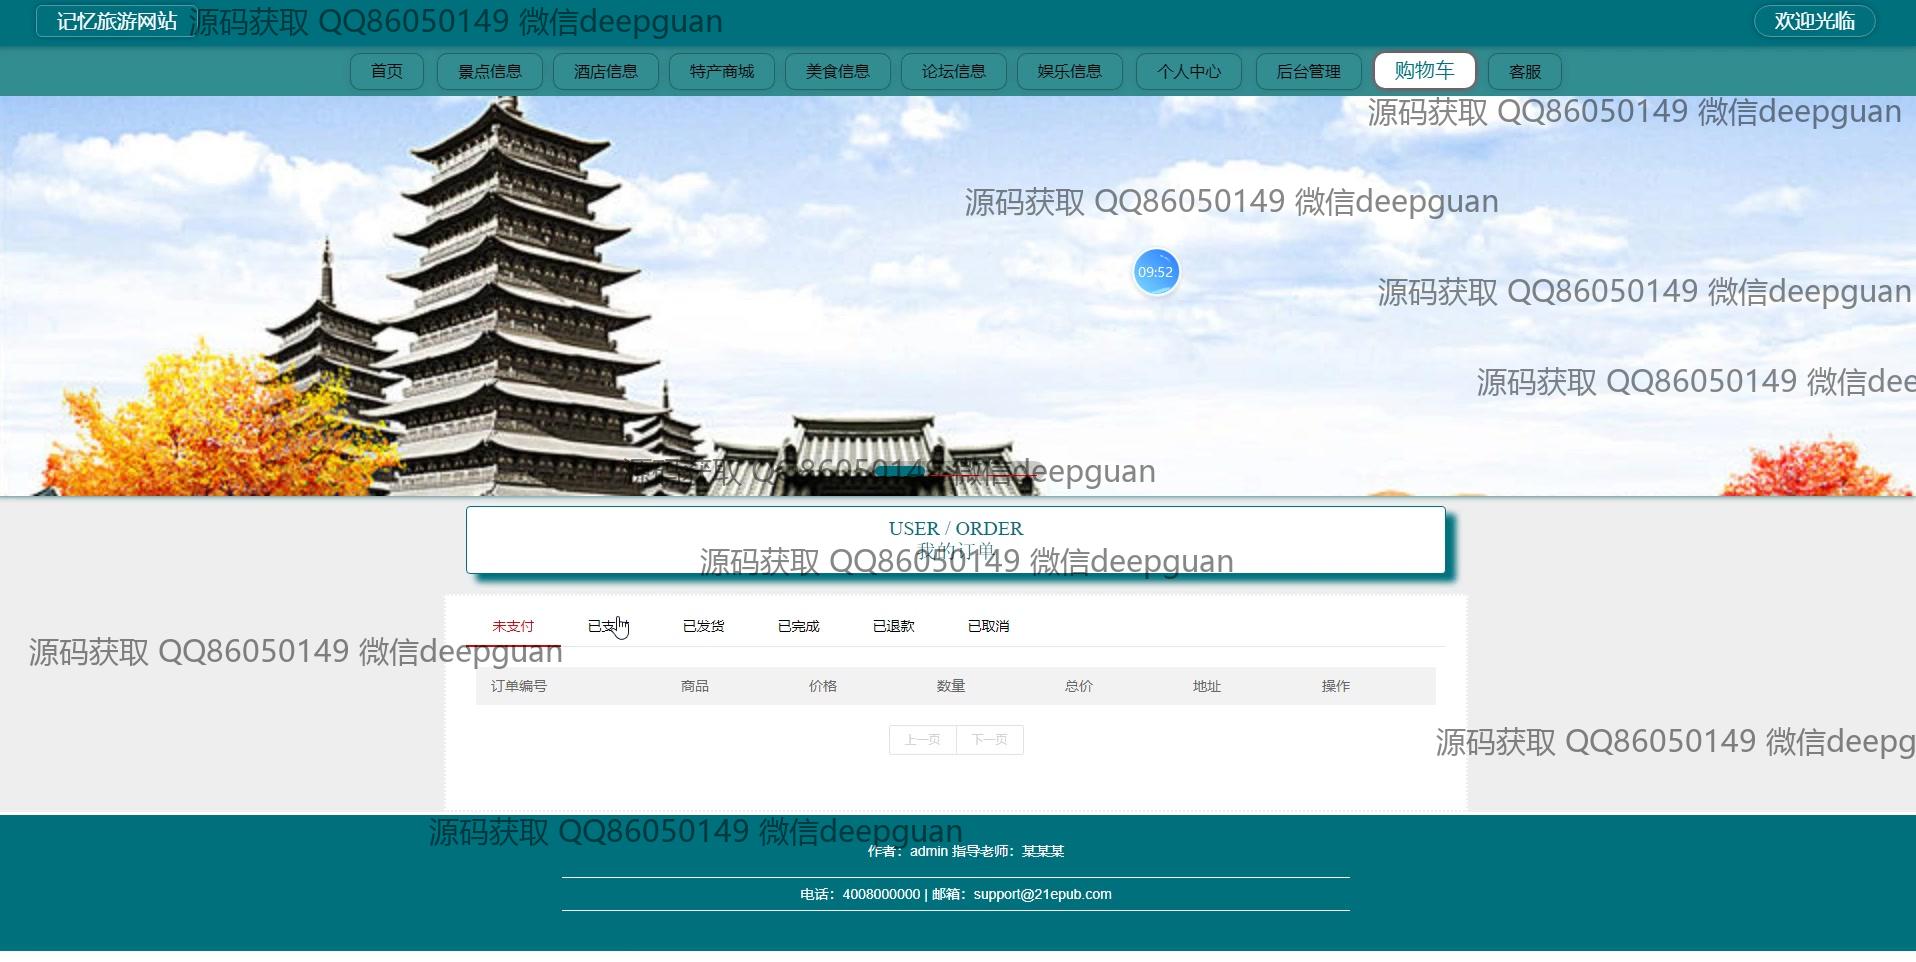 记忆旅游网站
源码获取 QQ86050149 微信deepguan
欢迎光临
首页 景点信息 酒店信息 特产商城 美食信息 论坛信息 娱乐信息 个人中心 后台管理 购物车 客服
源码获取 QQ86050149 微信deepguan
源码获取 QQ86050149 微信deepguan
09:52
源码获取 QQ86050149 微信deepguan
源码获取 QQ86050149 微信dee
源码获取 QQ86050149 微信deepguan
USER / ORDER
我的订单
源码获取 QQ86050149 微信deepguan
未支付 已支付 已发货 已完成 已退款 已取消
源码获取 QQ86050149 微信deepguan
订单编号 商品 价格 数量 总价 地址 操作
上一页 下一页
源码获取 QQ86050149 微信deepg
源码获取 QQ86050149 微信deepguan
作者：admin 指导老师：某某某
电话：4008000000 | 邮箱：support@21epub.com